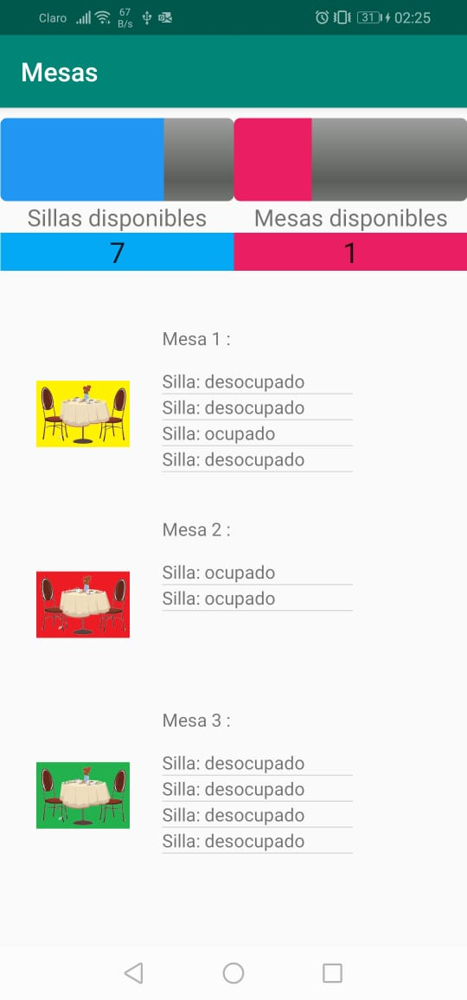 Claro 67 B/s 31 02:25
Mesas
Sillas disponibles Mesas disponibles
7 1
Mesa 1 :
Silla: desocupado
Silla: desocupado
Silla: ocupado
Silla: desocupado
Mesa 2 :
Silla: ocupado
Silla: ocupado
Mesa 3 :
Silla: desocupado
Silla: desocupado
Silla: desocupado
Silla: desocupado